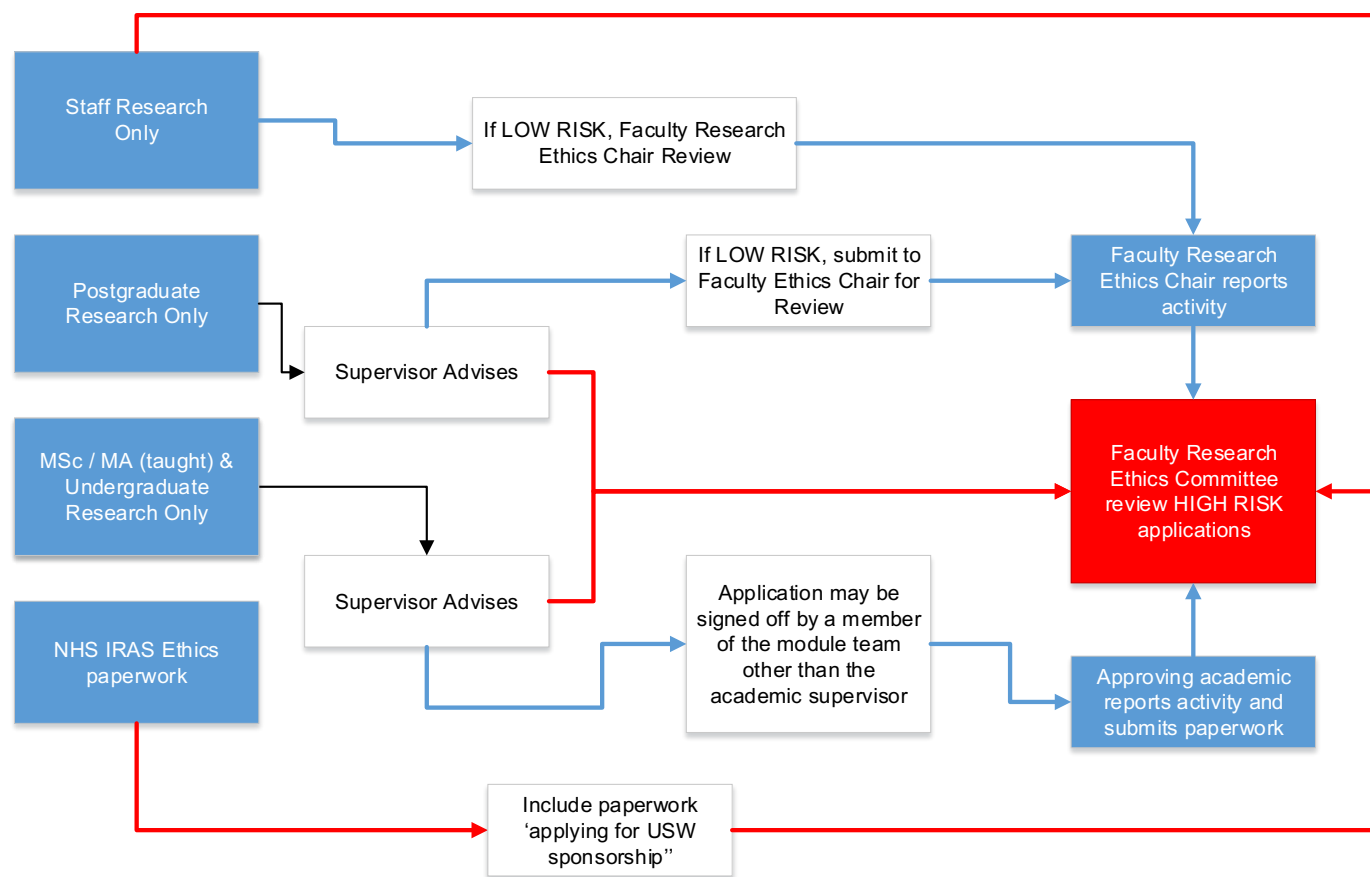 Staff Research
Only
If LOW RISK, Faculty Research
Ethics Chair Review
Postgraduate
Research Only
If LOW RISK, submit to
Faculty Ethics Chair for
Review
Faculty Research
Ethics Chair reports
activity
Supervisor Advises
MSc / MA (taught) &
Undergraduate
Research Only
Faculty Research
Ethics Committee
review HIGH RISK
applications
Supervisor Advises
Application may be
signed off by a member
of the module team
other than the
academic supervisor
NHS IRAS Ethics
paperwork
Approving academic
reports activity and
submits paperwork
Include paperwork
‘applying for USW
sponsorship’’